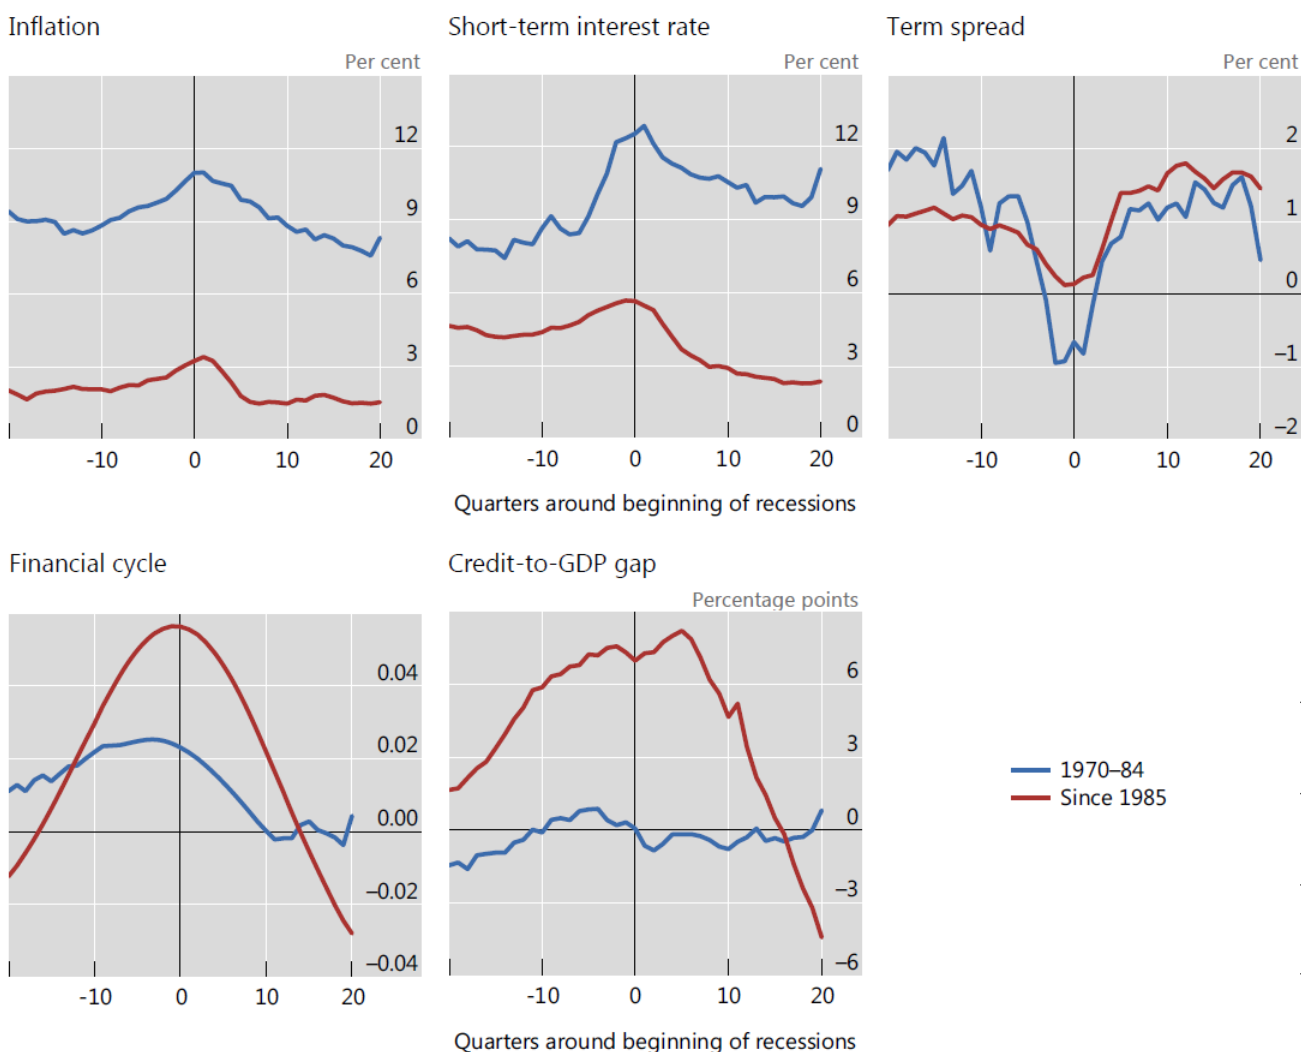 Inflation
Per cent
12
9
6
3
0
-10 0 10 20
Short-term interest rate
Per cent
12
9
6
3
0
-10 0 10 20
Term spread
Per cent
2
1
0
–1
–2
-10 0 10 20
Quarters around beginning of recessions
Financial cycle
0.04
0.02
0.00
–0.02
–0.04
-10 0 10 20
Credit-to-GDP gap
Percentage points
6
3
0
–3
–6
-10 0 10 20
1970–84
Since 1985
Quarters around beginning of recessions